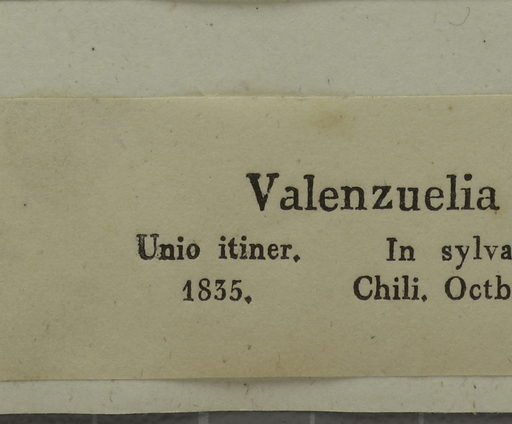 Valenzuelia
Unio itiner. In sylva
1835. Chili. Octb